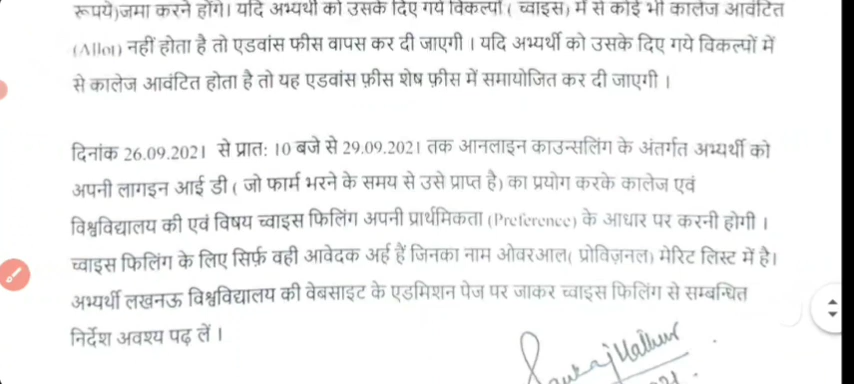 रूपये)जमा करने होंगे। यदि अभ्यर्थी को उसके दिए गये विकल्पों ( च्वाइस) में से कोई भी कालेज आवंटित
(Allot) नहीं होता है तो एडवांस फीस वापस कर दी जाएगी । यदि अभ्यर्थी को उसके दिए गये विकल्पों में
से कालेज आवंटित होता है तो यह एडवांस फ़ीस शेष फ़ीस में समायोजित कर दी जाएगी ।
दिनांक 26.09.2021 से प्रात: 10 बजे से 29.09.2021 तक आनलाइन काउन्सलिंग के अंतर्गत अभ्यर्थी को
अपनी लागइन आई डी ( जो फार्म भरने के समय से उसे प्राप्त है) का प्रयोग करके कालेज एवं
विश्वविद्यालय की एवं विषय च्वाइस फिलिंग अपनी प्रार्थमिकता (Preference) के आधार पर करनी होगी ।
च्वाइस फिलिंग के लिए सिर्फ़ वही आवेदक अर्ह हैं जिनका नाम ओवरआल( प्रोविज़नल) मेरिट लिस्ट में है।
अभ्यर्थी लखनऊ विश्वविद्यालय की वेबसाइट के एडमिशन पेज पर जाकर च्वाइस फिलिंग से सम्बन्धित
निर्देश अवश्य पढ़ लें ।